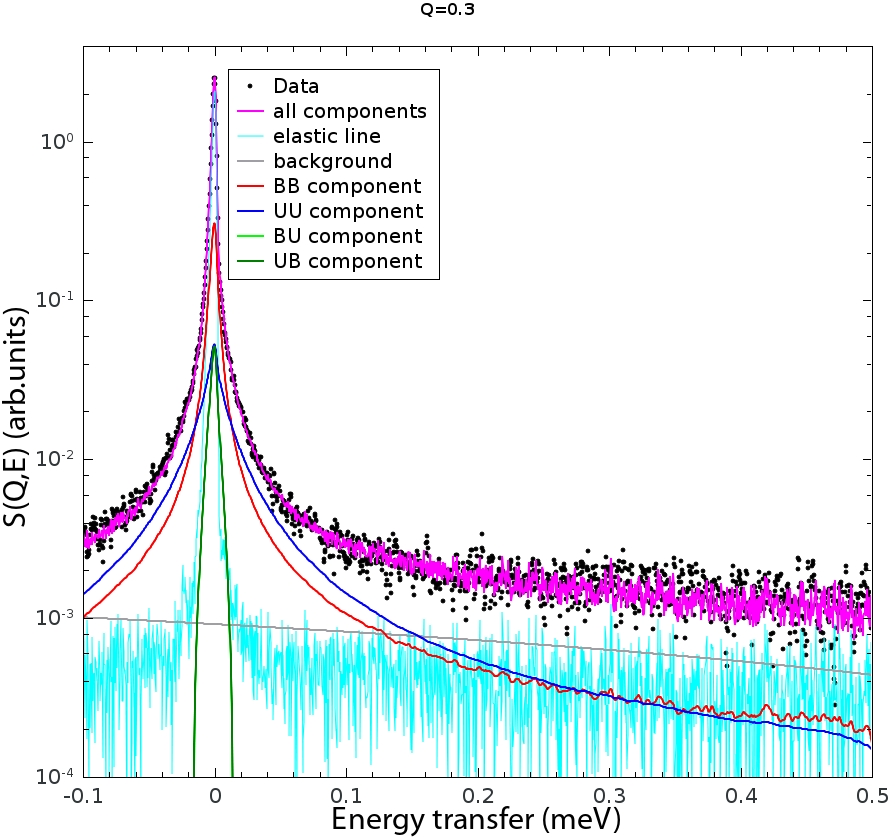 Q=0.3
Data
all components
elastic line
background
BB component
UU component
BU component
UB component
10⁰
10⁻¹
10⁻²
10⁻³
10⁻⁴
S(Q,E) (arb.units)
-0.1
0
0.1
0.2
0.3
0.4
0.5
Energy transfer (meV)